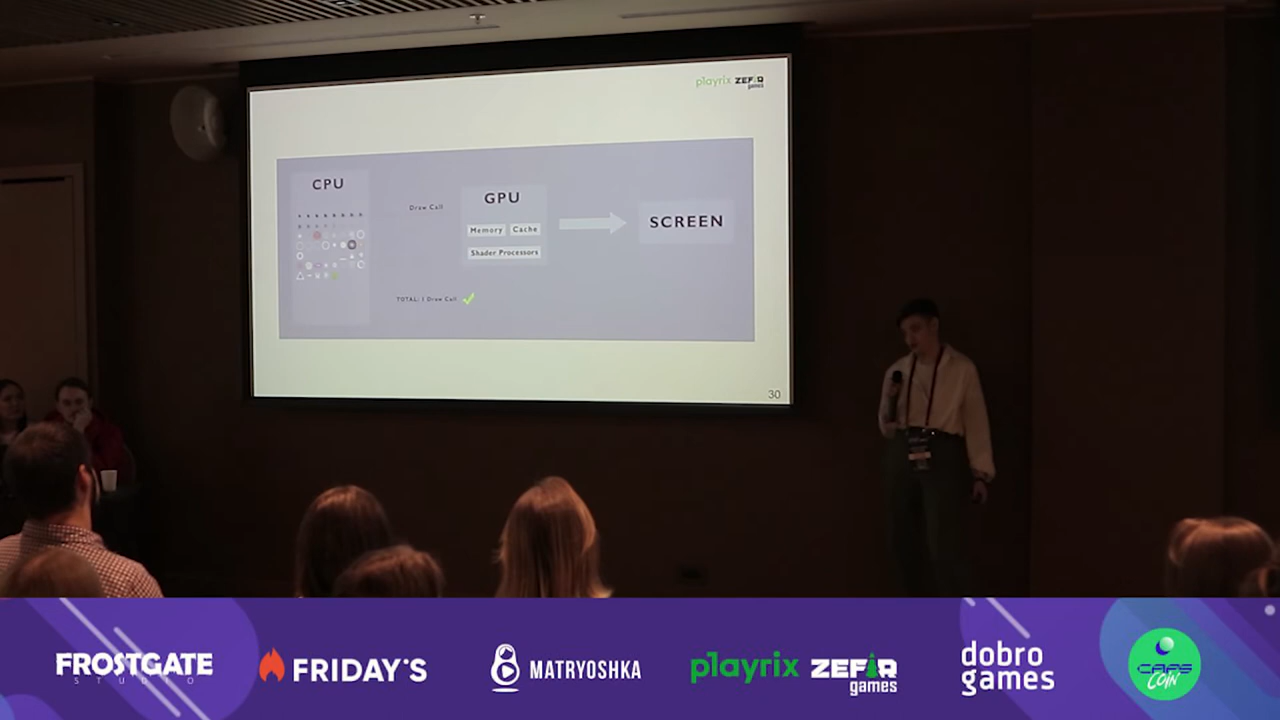 playrix ZEFIR
games
CPU
Draw Call
GPU
Memory Cache
Shader Processors
SCREEN
TOTAL: 1 Draw Call
30
FROSTGATE
STUDIO
FRIDAY'S
MATRYOSHKA
playrix ZEFIR
games
dobro
games
CAPS
COIN